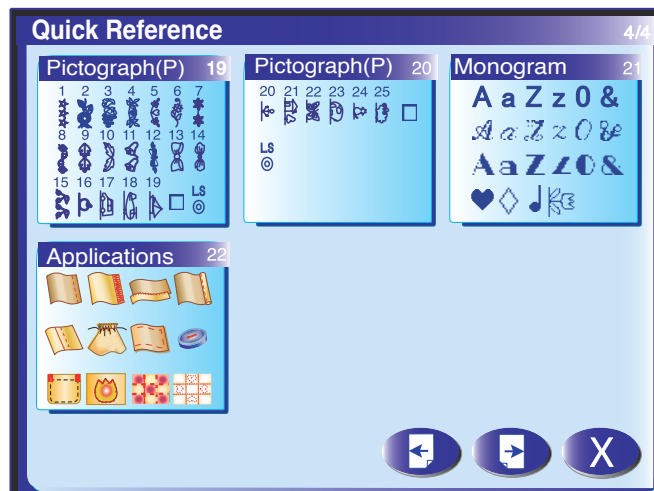 Quick Reference 4/4
Pictograph(P) 19
1 2 3 4 5 6 7
8 9 10 11 12 13 14
15 16 17 18 19
LS
Pictograph(P) 20
20 21 22 23 24 25
LS
Monogram 21
A a Z z 0 &
A a Z z 0 &
A a Z z 0 &
Applications 22
X